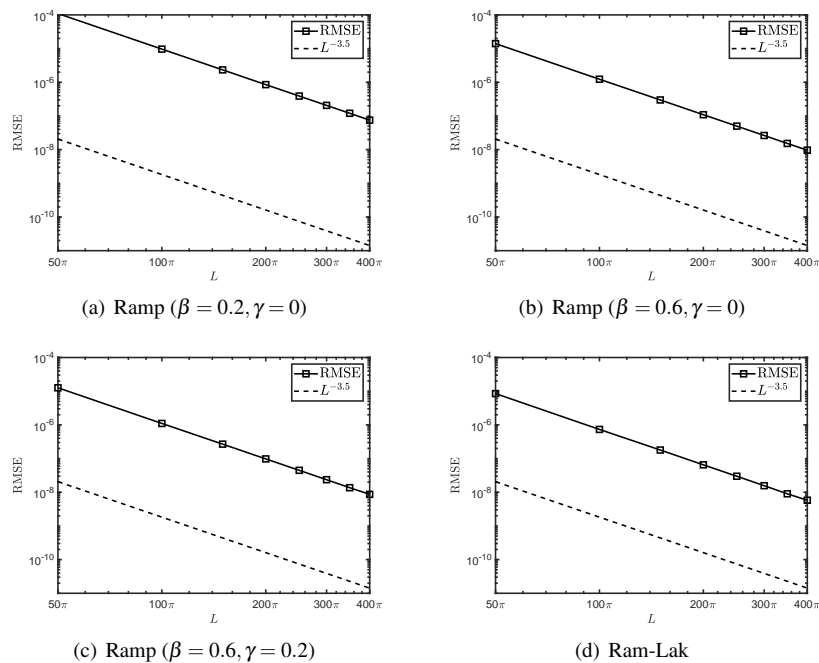 10⁻⁴
10⁻⁶
10⁻⁸
10⁻¹⁰
RMSE
RMSE
L⁻³·⁵
50π 100π 200π 300π 400π
L
(a) Ramp (β = 0.2, γ = 0)
10⁻⁴
10⁻⁶
10⁻⁸
10⁻¹⁰
RMSE
RMSE
L⁻³·⁵
50π 100π 200π 300π 400π
L
(b) Ramp (β = 0.6, γ = 0)
10⁻⁴
10⁻⁶
10⁻⁸
10⁻¹⁰
RMSE
RMSE
L⁻³·⁵
50π 100π 200π 300π 400π
L
(c) Ramp (β = 0.6, γ = 0.2)
10⁻⁴
10⁻⁶
10⁻⁸
10⁻¹⁰
RMSE
RMSE
L⁻³·⁵
50π 100π 200π 300π 400π
L
(d) Ram-Lak